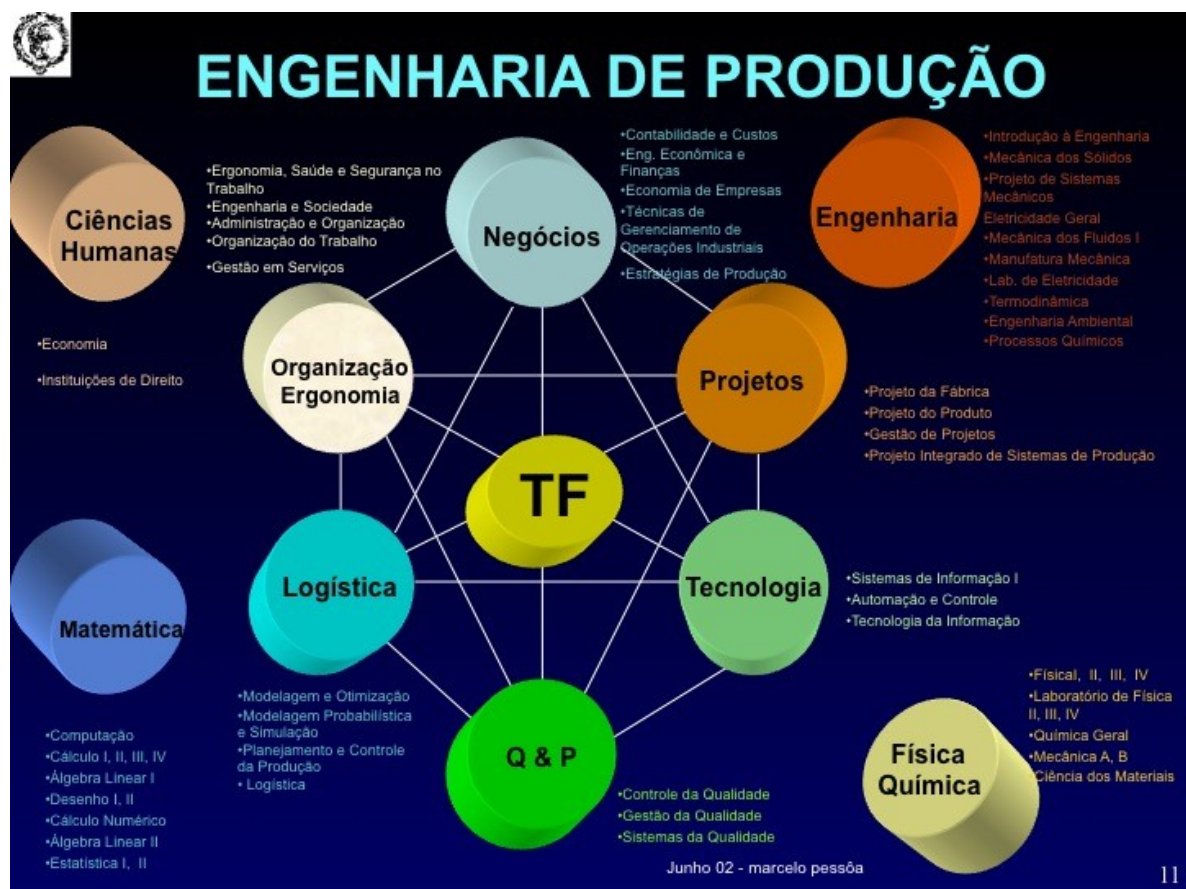 ENGENHARIA DE PRODUÇÃO
Ciências
Humanas
•Ergonomia, Saúde e Segurança no
Trabalho
•Engenharia e Sociedade
•Administração e Organização
•Organização do Trabalho
•Gestão em Serviços
Negócios
•Contabilidade e Custos
•Eng. Econômica e
Finanças
•Economia de Empresas
•Técnicas de
Gerenciamento de
Operações Industriais
•Estratégias de Produção
Engenharia
•Introdução à Engenharia
•Mecânica dos Sólidos
•Projeto de Sistemas
Mecânicos
Eletricidade Geral
•Mecânica dos Fluidos I
•Manufatura Mecânica
•Lab. de Eletricidade
•Termodinâmica
•Engenharia Ambiental
•Processos Químicos
•Economia
•Instituições de Direito
Organização
Ergonomia
Projetos
•Projeto da Fábrica
•Projeto do Produto
•Gestão de Projetos
•Projeto Integrado de Sistemas de Produção
TF
Logística
Tecnologia
•Sistemas de Informação I
•Automação e Controle
•Tecnologia da Informação
Matemática
•Computação
•Cálculo I, II, III, IV
•Álgebra Linear I
•Desenho I, II
•Cálculo Numérico
•Álgebra Linear II
•Estatística I, II
•Modelagem e Otimização
•Modelagem Probabilística
e Simulação
•Planejamento e Controle
da Produção
• Logística
Q & P
•Controle da Qualidade
•Gestão da Qualidade
•Sistemas da Qualidade
Física
Química
•FísicaI, II, III, IV
•Laboratório de Física
II, III, IV
•Química Geral
•Mecânica A, B
Ciência dos Materiais
Junho 02 - marcelo pessôa
11